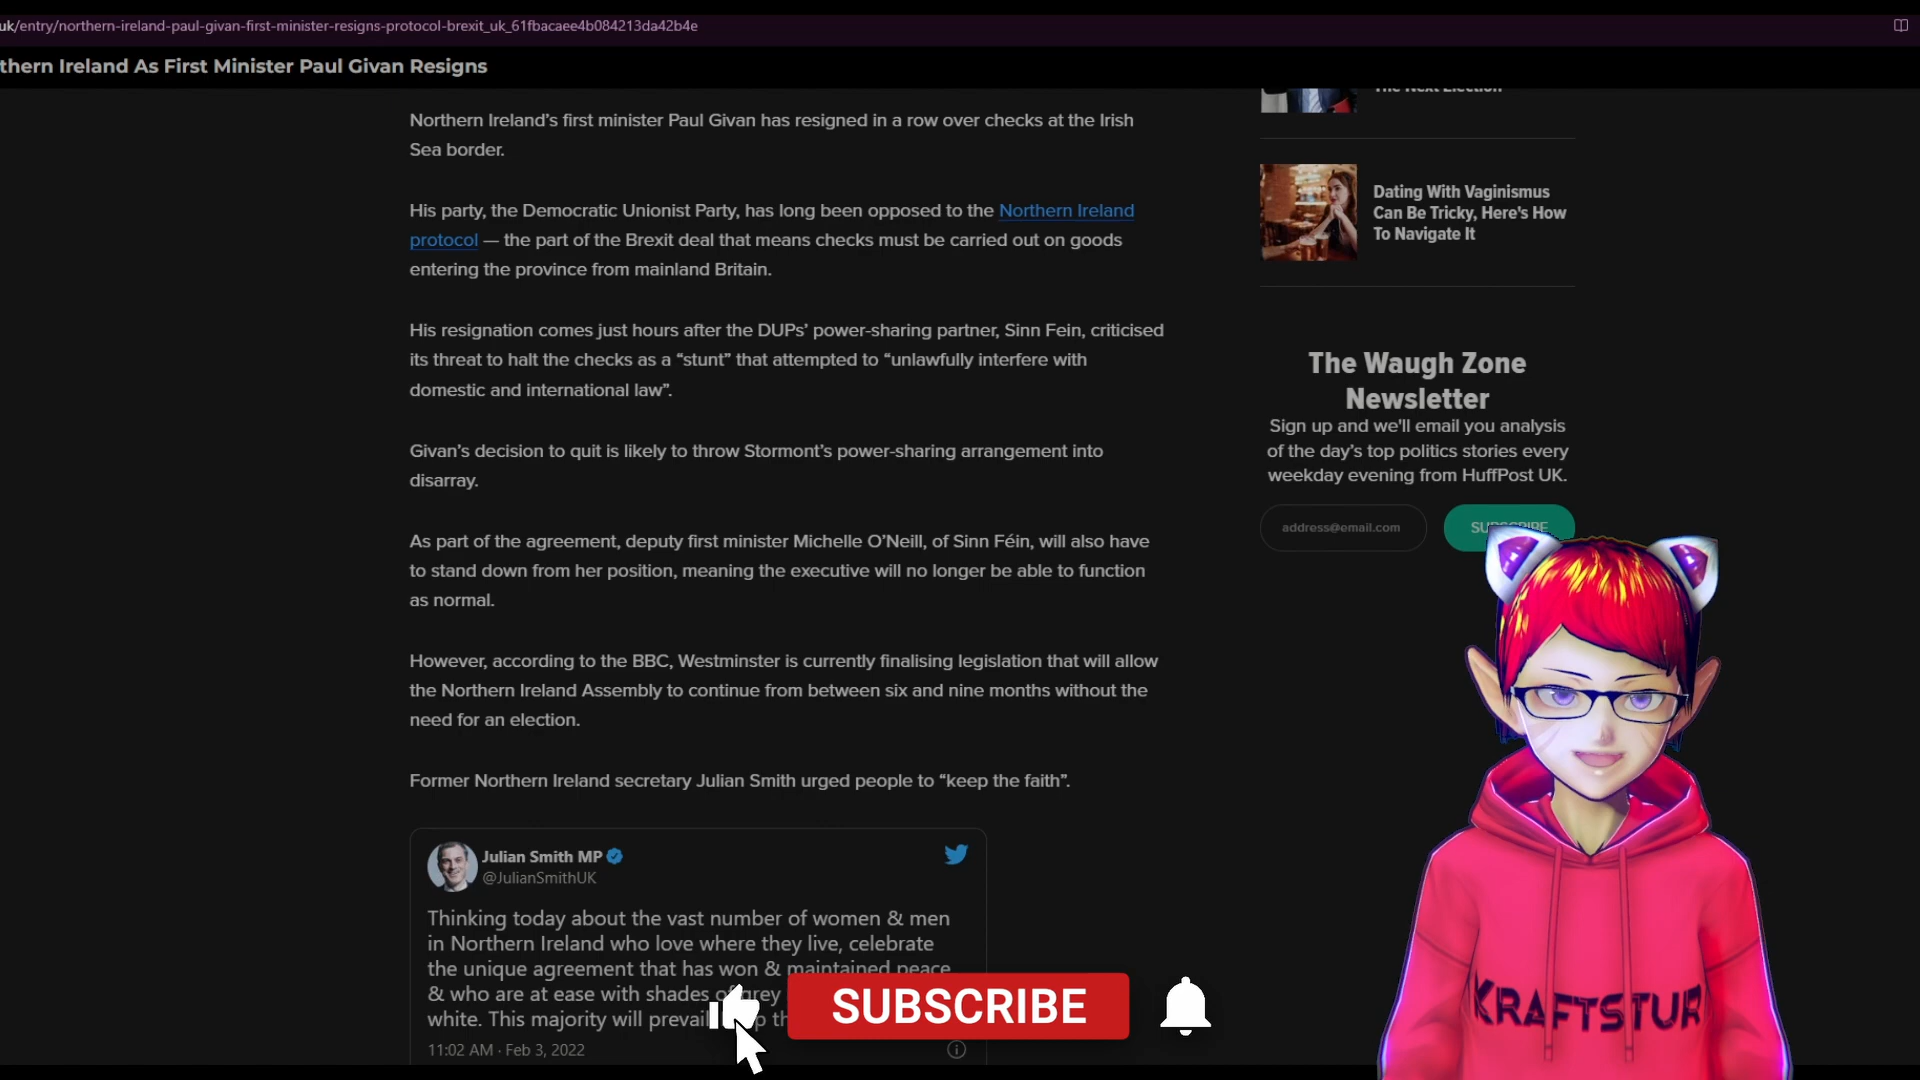 uk/entry/northern-ireland-paul-givan-first-minister-resigns-protocol-brexit_uk_61fbacaee4b084213da42b4e
thern Ireland As First Minister Paul Givan Resigns
Northern Ireland's first minister Paul Givan has resigned in a row over checks at the Irish
Sea border.
His party, the Democratic Unionist Party, has long been opposed to the Northern Ireland
protocol — the part of the Brexit deal that means checks must be carried out on goods
entering the province from mainland Britain.
His resignation comes just hours after the DUPs’ power-sharing partner, Sinn Fein, criticised
its threat to halt the checks as a “stunt” that attempted to “unlawfully interfere with
domestic and international law”.
Givan’s decision to quit is likely to throw Stormont’s power-sharing arrangement into
disarray.
As part of the agreement, deputy first minister Michelle O’Neill, of Sinn Féin, will also have
to stand down from her position, meaning the executive will no longer be able to function
as normal.
However, according to the BBC, Westminster is currently finalising legislation that will allow
the Northern Ireland Assembly to continue from between six and nine months without the
need for an election.
Former Northern Ireland secretary Julian Smith urged people to “keep the faith”.
Julian Smith MP
@JulianSmithUK
Thinking today about the vast number of women & men
in Northern Ireland who love where they live, celebrate
the unique agreement that has won & maintained peace
& who are at ease with shades of grey
white. This majority will prevail
11:02 AM · Feb 3, 2022
The Next Election
Dating With Vaginismus
Can Be Tricky, Here's How
To Navigate It
The Waugh Zone
Newsletter
Sign up and we'll email you analysis
of the day's top politics stories every
weekday evening from HuffPost UK.
address@email.com
SUBSCRIBE
SUBSCRIBE
KRAFTSTUR